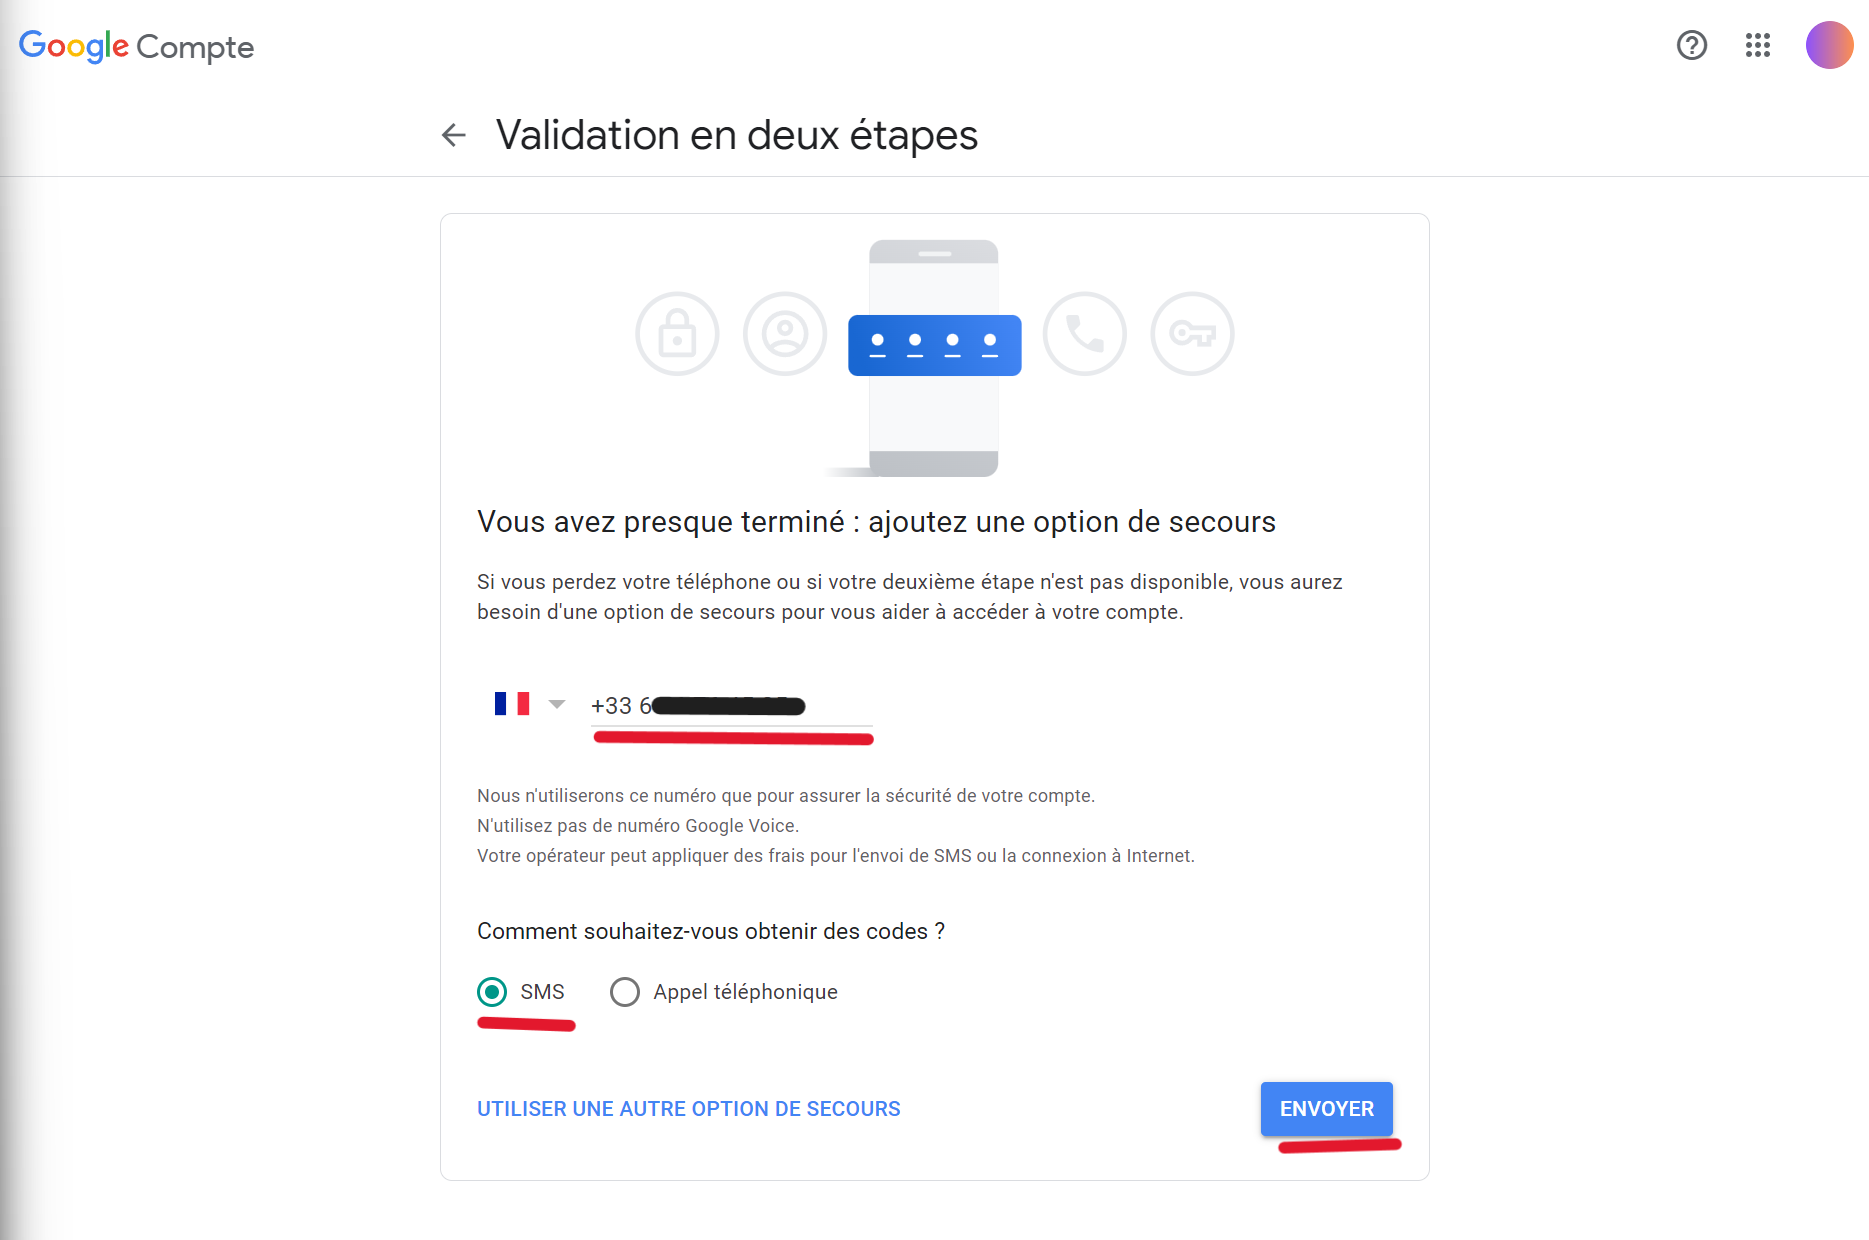 Google Compte
Validation en deux étapes
Vous avez presque terminé : ajoutez une option de secours
Si vous perdez votre téléphone ou si votre deuxième étape n'est pas disponible, vous aurez
besoin d'une option de secours pour vous aider à accéder à votre compte.
+33 6
Nous n'utiliserons ce numéro que pour assurer la sécurité de votre compte.
N'utilisez pas de numéro Google Voice.
Votre opérateur peut appliquer des frais pour l'envoi de SMS ou la connexion à Internet.
Comment souhaitez-vous obtenir des codes ?
SMS Appel téléphonique
UTILISER UNE AUTRE OPTION DE SECOURS ENVOYER